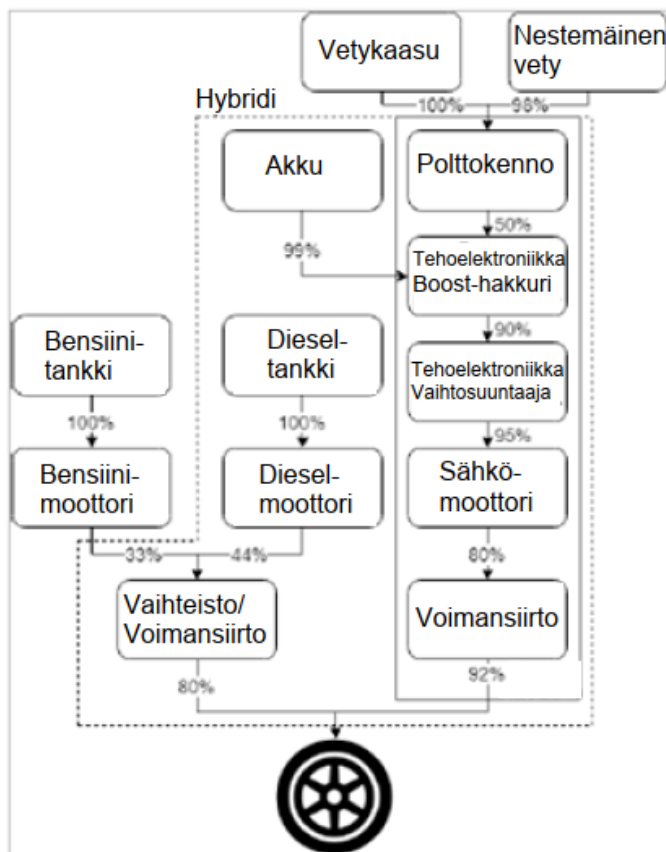 Vetykaasu
Nestemäinen
vety
Hybridi
100%
98%
Akku
Polttokenno
50%
99%
Tehoelektroniikka
Boost-hakkuri
90%
Bensiini-
tankki
Diesel-
tankki
Tehoelektroniikka
Vaihtosuuntaaja
100%
100%
95%
Bensiini-
moottori
Diesel-
moottori
Sähkö-
moottori
33%
44%
80%
Vaihteisto/
Voimansiirto
Voimansiirto
80%
92%